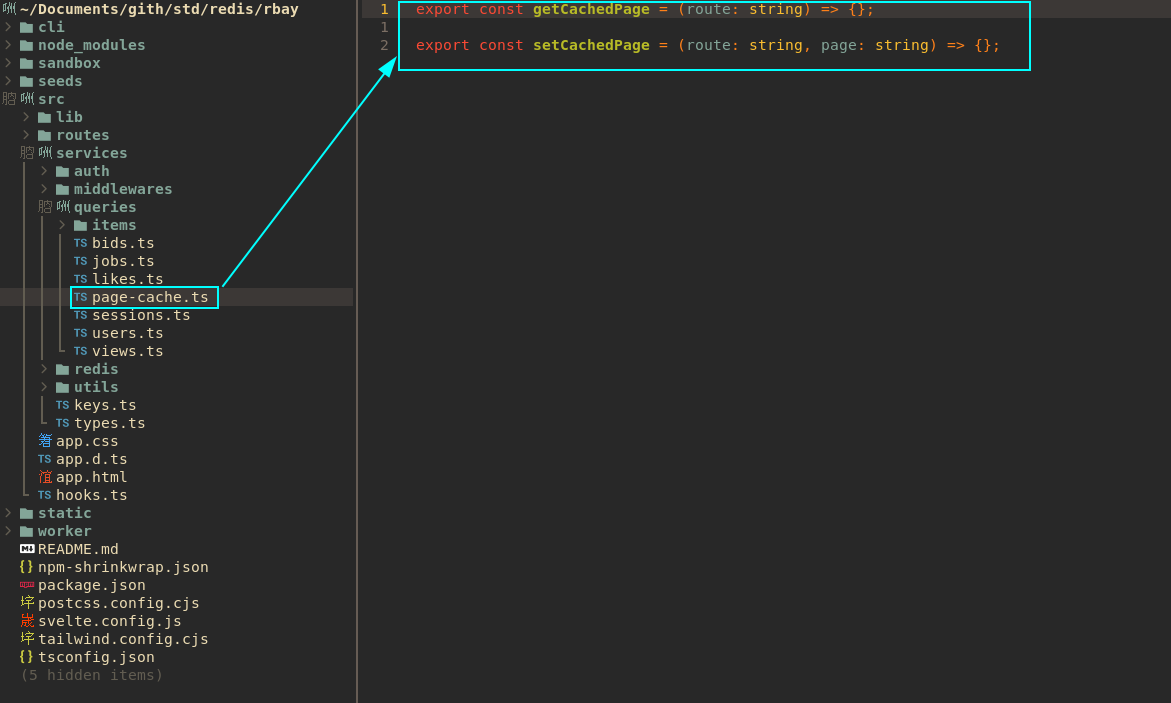 ~/Documents/gith/std/redis/rbay
cli
node_modules
sandbox
seeds
src
lib
routes
services
auth
middlewares
queries
items
TS bids.ts
TS jobs.ts
TS likes.ts
TS page-cache.ts
TS sessions.ts
TS users.ts
TS views.ts
redis
utils
TS keys.ts
TS types.ts
app.css
TS app.d.ts
app.html
TS hooks.ts
static
worker
README.md
{} npm-shrinkwrap.json
package.json
postcss.config.cjs
svelte.config.js
tailwind.config.cjs
{} tsconfig.json
(5 hidden items)
1 export const getCachedPage = (route: string) => {};
1
2 export const setCachedPage = (route: string, page: string) => {};